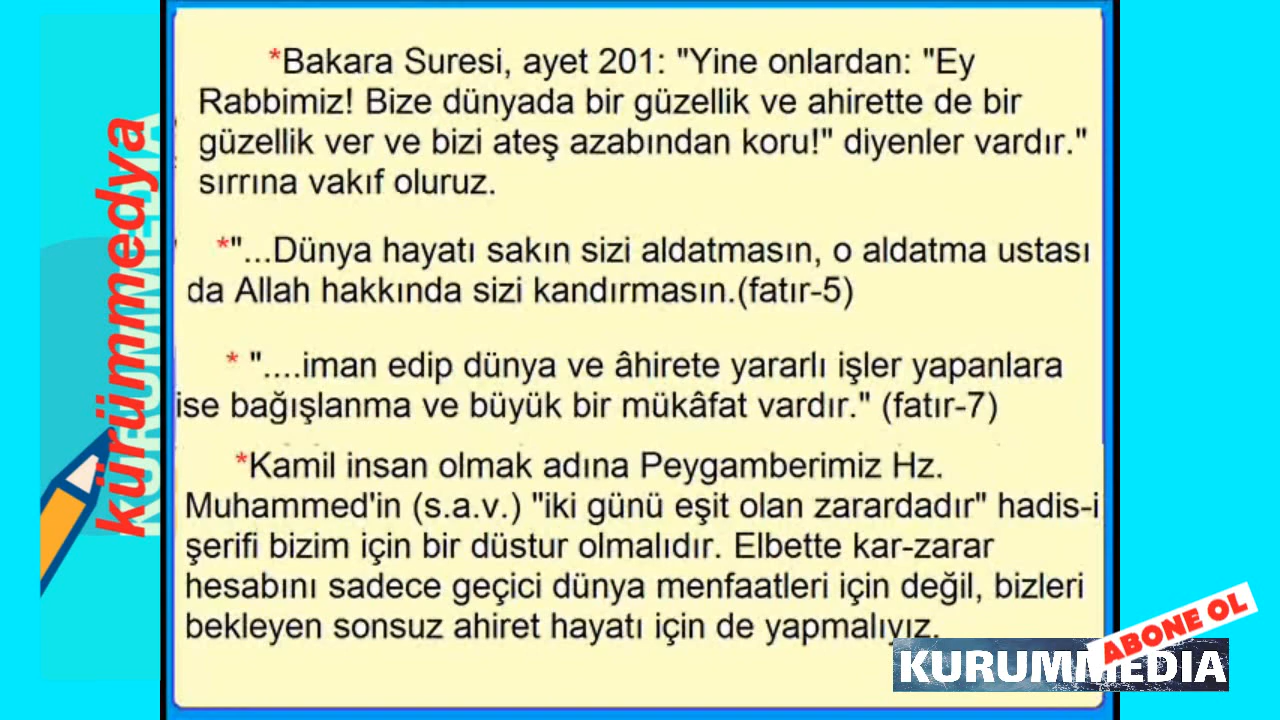 *Bakara Suresi, ayet 201: "Yine onlardan: "Ey
Rabbimiz! Bize dünyada bir güzellik ve ahirette de bir
güzellik ver ve bizi ateş azabından koru!" diyenler vardır."
sırrına vakıf oluruz.
*"...Dünya hayatı sakın sizi aldatmasın, o aldatma ustası
da Allah hakkında sizi kandırmasın.(fatır-5)
* "....iman edip dünya ve âhirete yararlı işler yapanlara
ise bağışlanma ve büyük bir mükâfat vardır." (fatır-7)
*Kamil insan olmak adına Peygamberimiz Hz.
Muhammed'in (s.a.v.) "iki günü eşit olan zarardadır" hadis-i
şerifi bizim için bir düstur olmalıdır. Elbette kar-zarar
hesabını sadece geçici dünya menfaatleri için değil, bizleri
bekleyen sonsuz ahiret hayatı için de yapmalıyız.
kürümmedya
ABONE OL
KURUMMEDIA